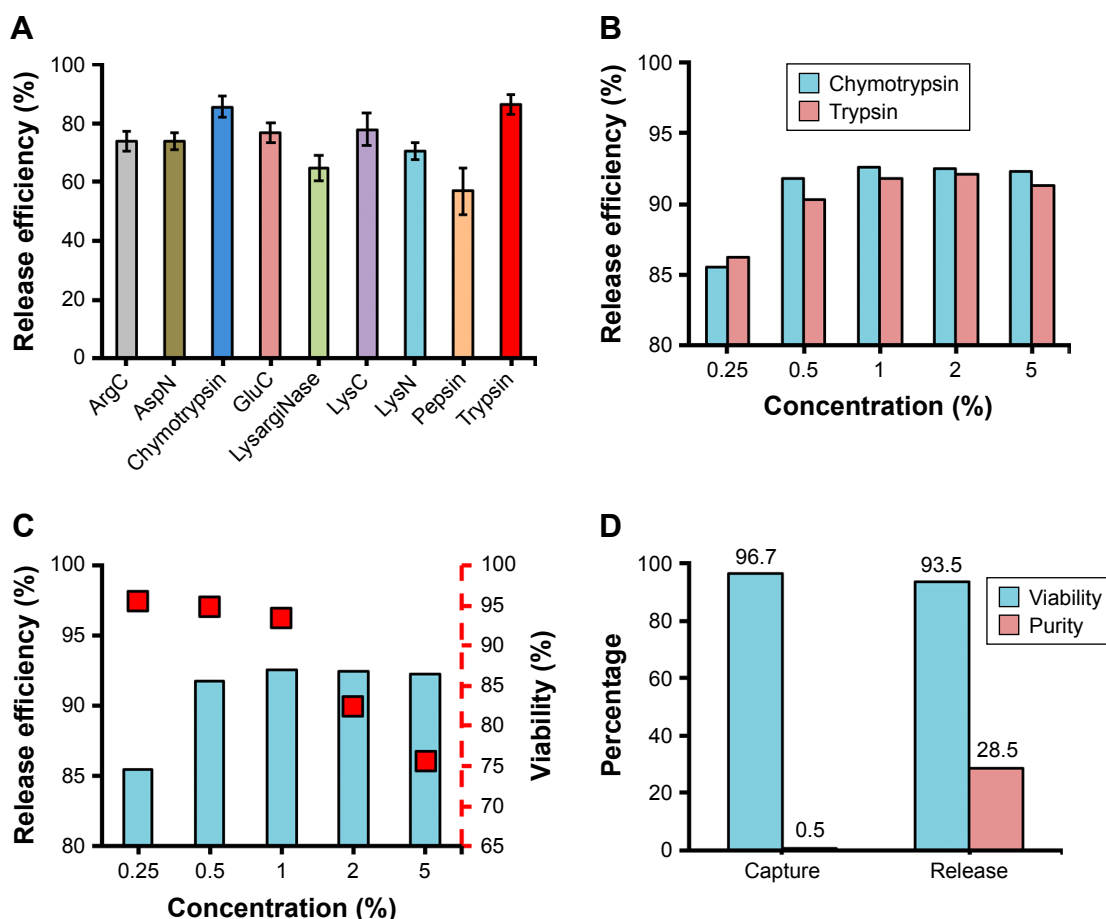 A
Release efficiency (%)
100
80
60
40
20
0
ArgC
AspN
Chymotrypsin
GluC
LysargiNase
LysC
LysN
Pepsin
Trypsin
B
Release efficiency (%)
100
95
90
85
80
Chymotrypsin
Trypsin
0.25 0.5 1 2 5
Concentration (%)
C
Release efficiency (%)
100
95
90
85
80
Viability (%)
100
95
90
85
80
75
70
65
0.25 0.5 1 2 5
Concentration (%)
D
Percentage
100
80
60
40
20
0
96.7
0.5
93.5
28.5
Viability
Purity
Capture Release